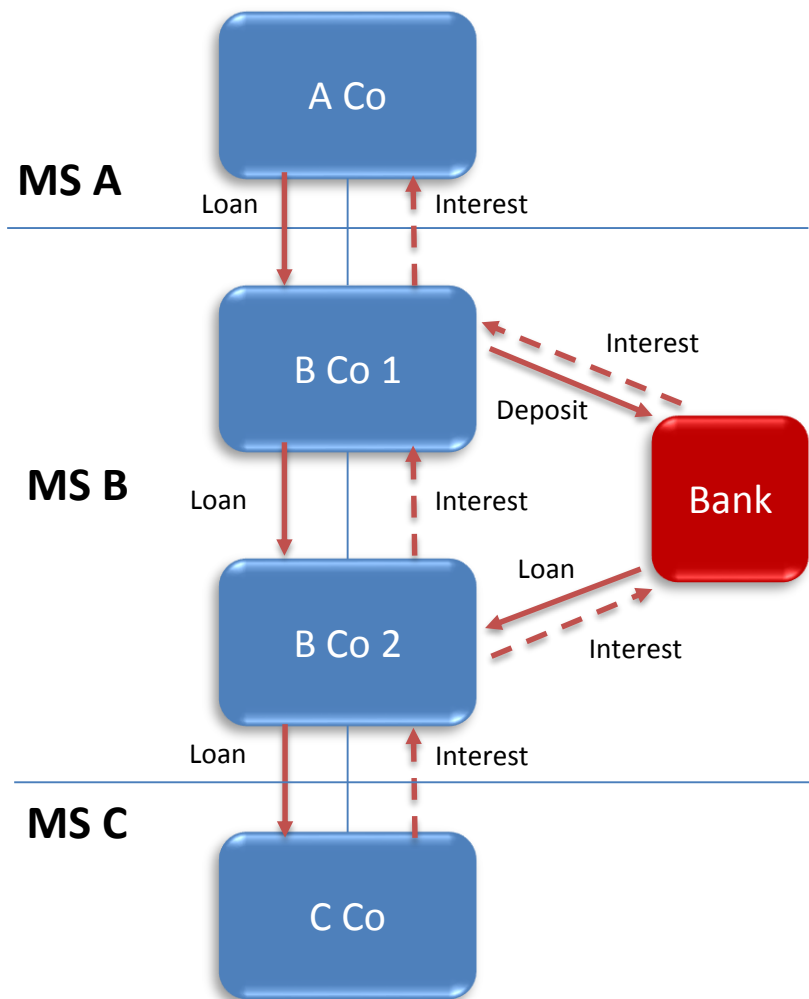 A Co
MS A
Loan
Interest
B Co 1
Interest
Deposit
MS B
Loan
Interest
Bank
Loan
B Co 2
Interest
Loan
Interest
MS C
C Co